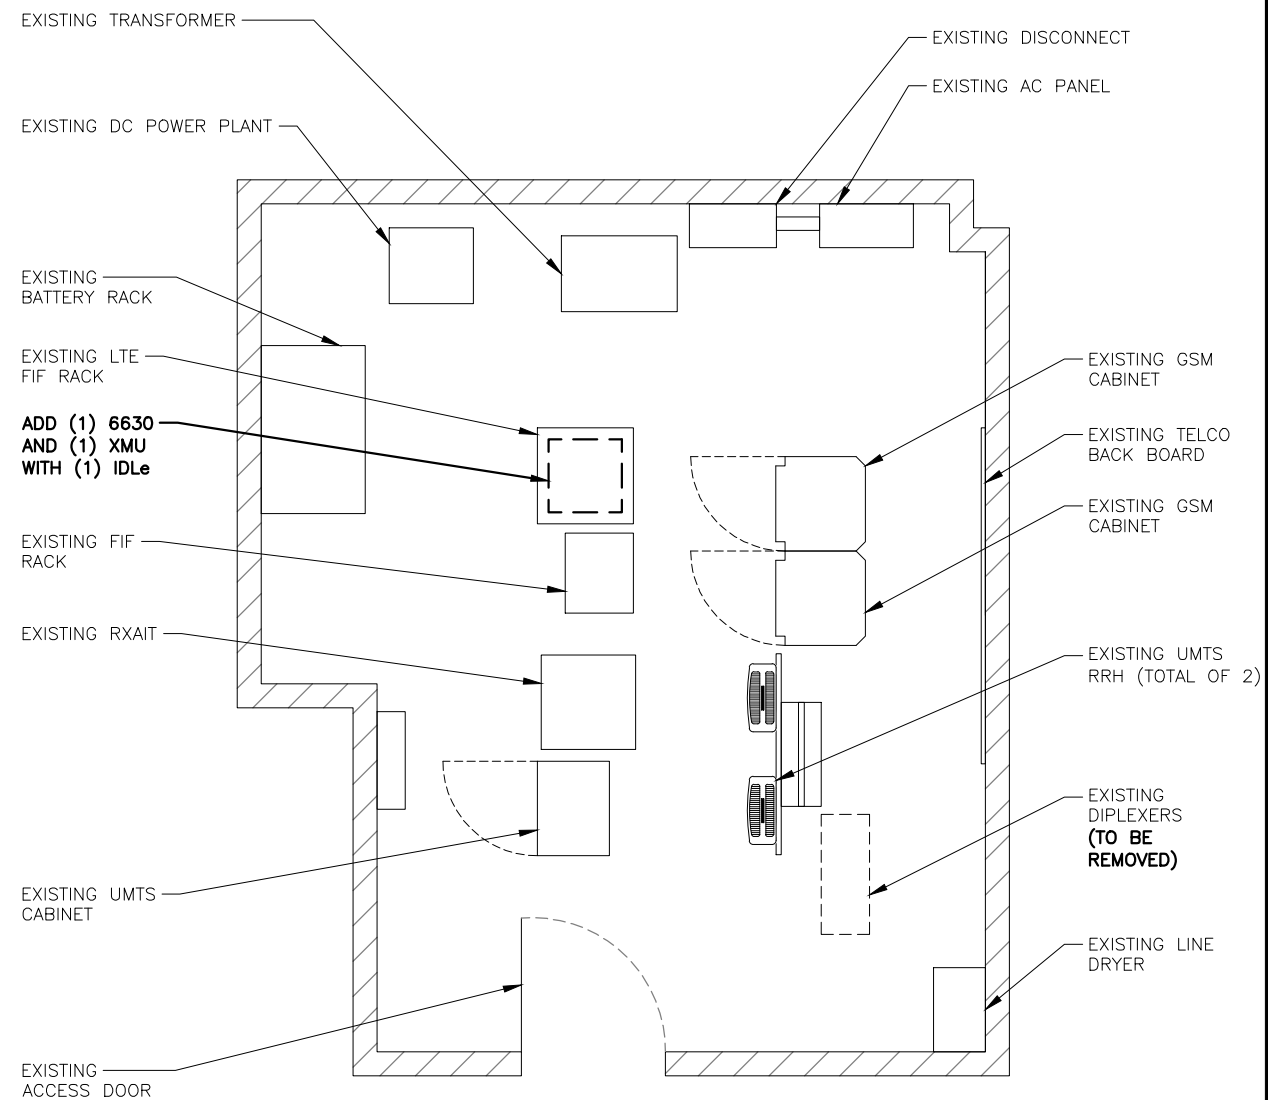 EXISTING TRANSFORMER
EXISTING DC POWER PLANT
EXISTING
BATTERY RACK
EXISTING LTE
FIF RACK
ADD (1) 6630
AND (1) XMU
WITH (1) IDLe
EXISTING FIF
RACK
EXISTING RXAIT
EXISTING UMTS
CABINET
EXISTING
ACCESS DOOR
EXISTING DISCONNECT
EXISTING AC PANEL
EXISTING GSM
CABINET
EXISTING TELCO
BACK BOARD
EXISTING GSM
CABINET
EXISTING UMTS
RRH (TOTAL OF 2)
EXISTING
DIPLEXERS
(TO BE
REMOVED)
EXISTING LINE
DRYER